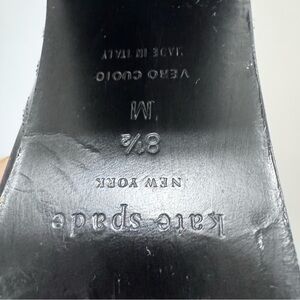 kate spade
NEW YORK
8½
M
VERO CUOIO
MADE IN ITALY